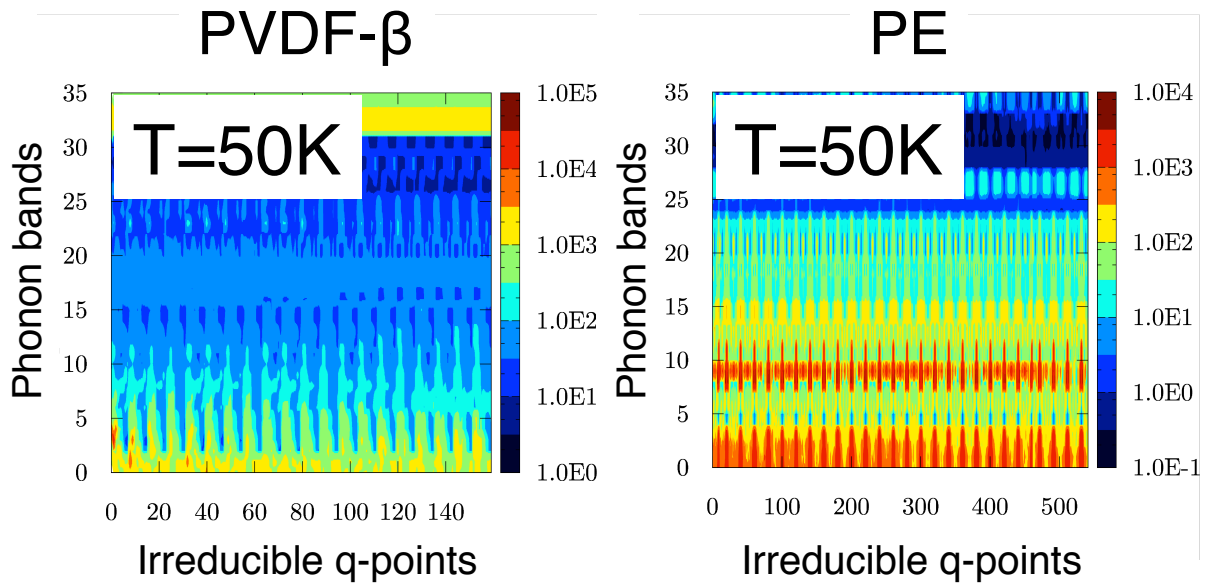 PVDF-β
PE
T=50K
T=50K
Phonon bands
35
30
25
20
15
10
5
0
0 20 40 60 80 100 120 140
Irreducible q-points
1.0E5
1.0E4
1.0E3
1.0E2
1.0E1
1.0E0
Phonon bands
35
30
25
20
15
10
5
0
0 100 200 300 400 500
Irreducible q-points
1.0E4
1.0E3
1.0E2
1.0E1
1.0E0
1.0E-1